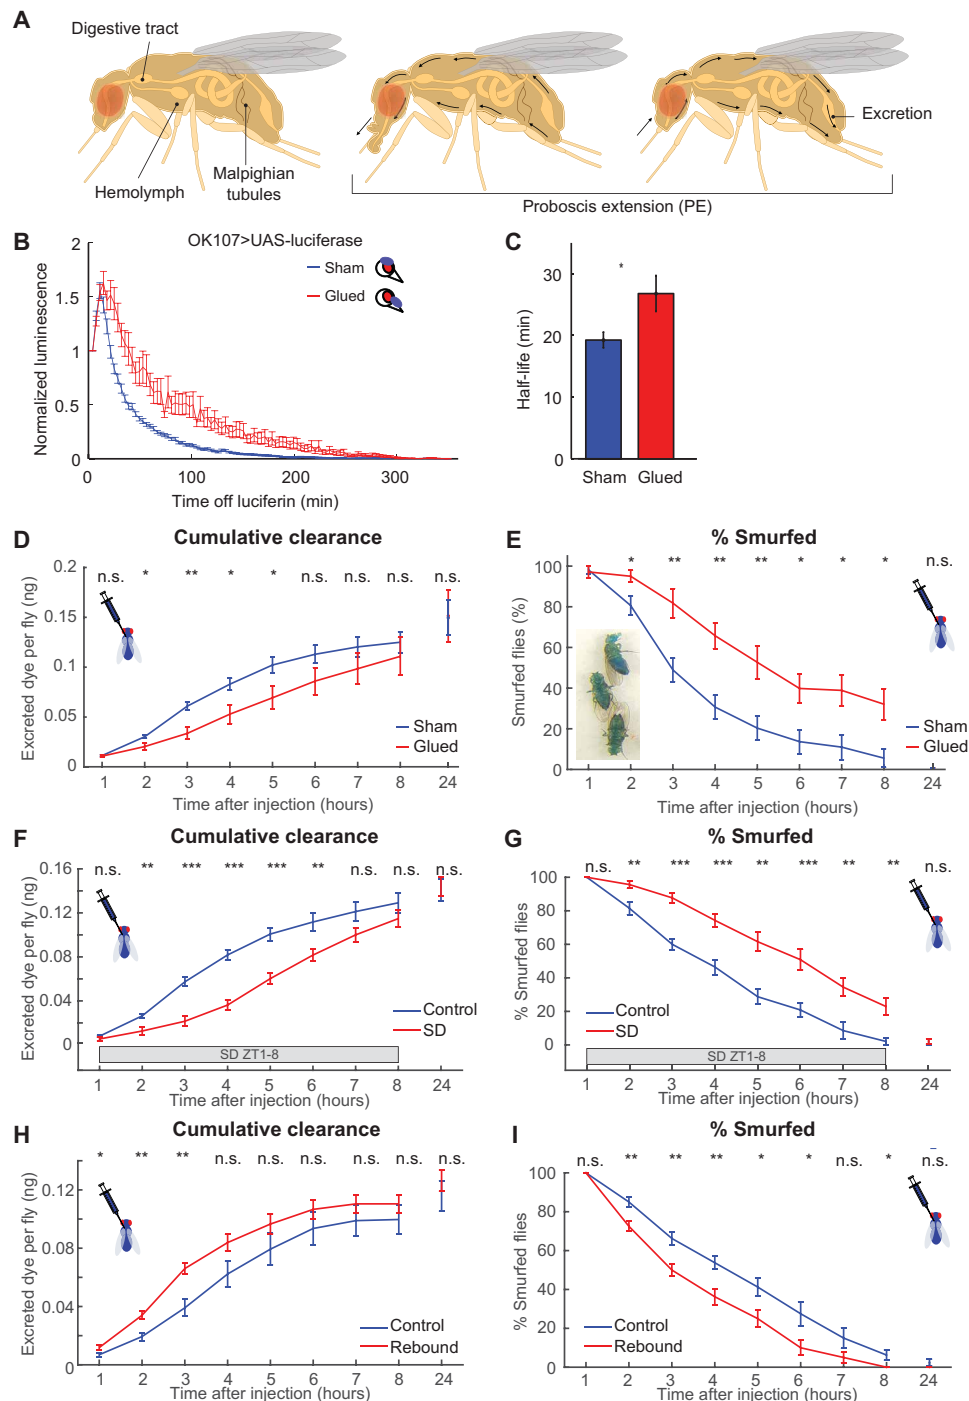 A
Digestive tract
Hemolymph
Malpighian
tubules
Excretion
Proboscis extension (PE)
B
OK107>UAS-luciferase
Sham
Glued
Normalized luminescence
2
1.5
1
0.5
0
0
100
200
300
Time off luciferin (min)
C
*
Half-life (min)
30
20
10
0
Sham
Glued
D
Cumulative clearance
n.s. * ** * * n.s. n.s. n.s. n.s.
Excreted dye per fly (ng)
0.2
0.15
0.1
0.05
0
Sham
Glued
1 2 3 4 5 6 7 8 24
Time after injection (hours)
E
% Smurfed
n.s.
* ** ** ** * * *
Smurfed flies (%)
100
80
60
40
20
0
Sham
Glued
1 2 3 4 5 6 7 8 24
Time after injection (hours)
F
Cumulative clearance
n.s. ** *** *** *** ** n.s. n.s. n.s.
Excreted dye per fly (ng)
0.16
0.12
0.08
0.04
0
Control
SD
SD ZT1-8
1 2 3 4 5 6 7 8 24
Time after injection (hours)
G
% Smurfed
n.s. ** *** *** ** *** ** ** n.s.
% Smurfed flies
100
80
60
40
20
0
Control
SD
SD ZT1-8
1 2 3 4 5 6 7 8 24
Time after injection (hours)
H
Cumulative clearance
* ** ** n.s. n.s. n.s. n.s. n.s. n.s.
Excreted dye per fly (ng)
0.12
0.08
0.04
0
Control
Rebound
1 2 3 4 5 6 7 8 24
Time after injection (hours)
I
% Smurfed
n.s. ** ** ** * * n.s. * n.s.
% Smurfed flies
100
80
60
40
20
0
Control
Rebound
1 2 3 4 5 6 7 8 24
Time after injection (hours)